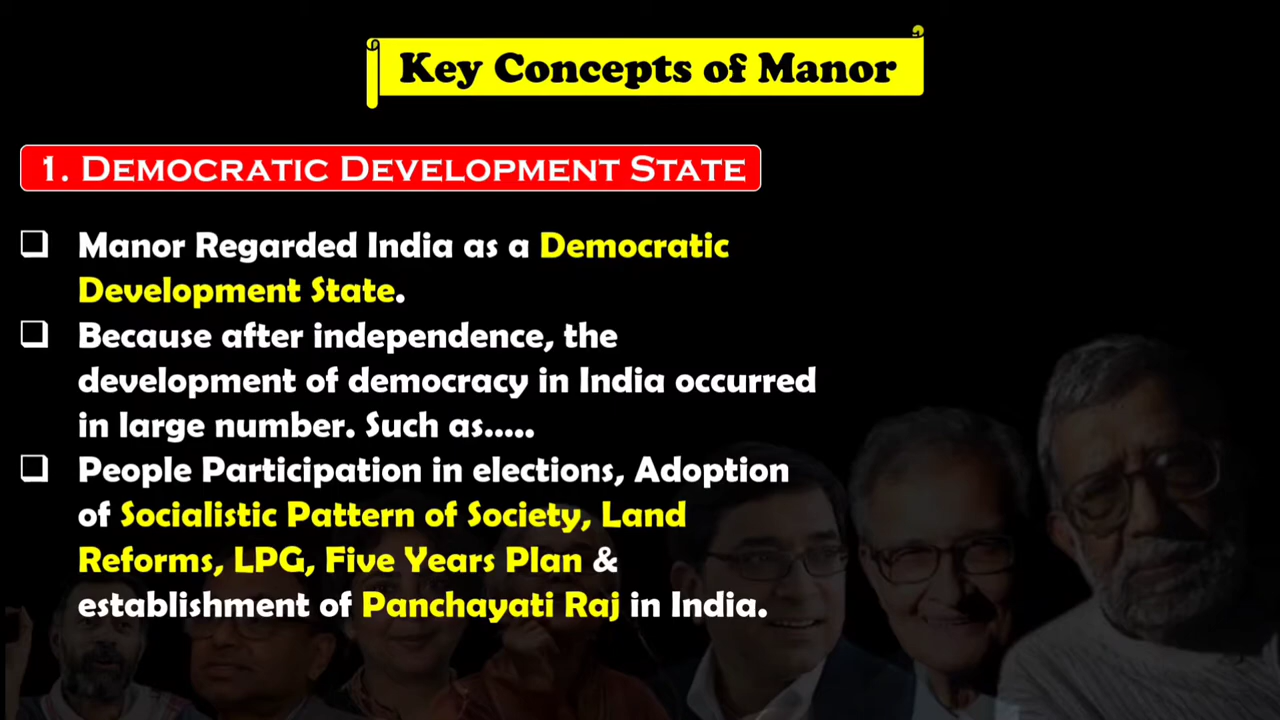 Key Concepts of Manor
1. DEMOCRATIC DEVELOPMENT STATE
❑ Manor Regarded India as a Democratic
Development State.
❑ Because after independence, the
development of democracy in India occurred
in large number. Such as.....
❑ People Participation in elections, Adoption
of Socialistic Pattern of Society, Land
Reforms, LPG, Five Years Plan &
establishment of Panchayati Raj in India.